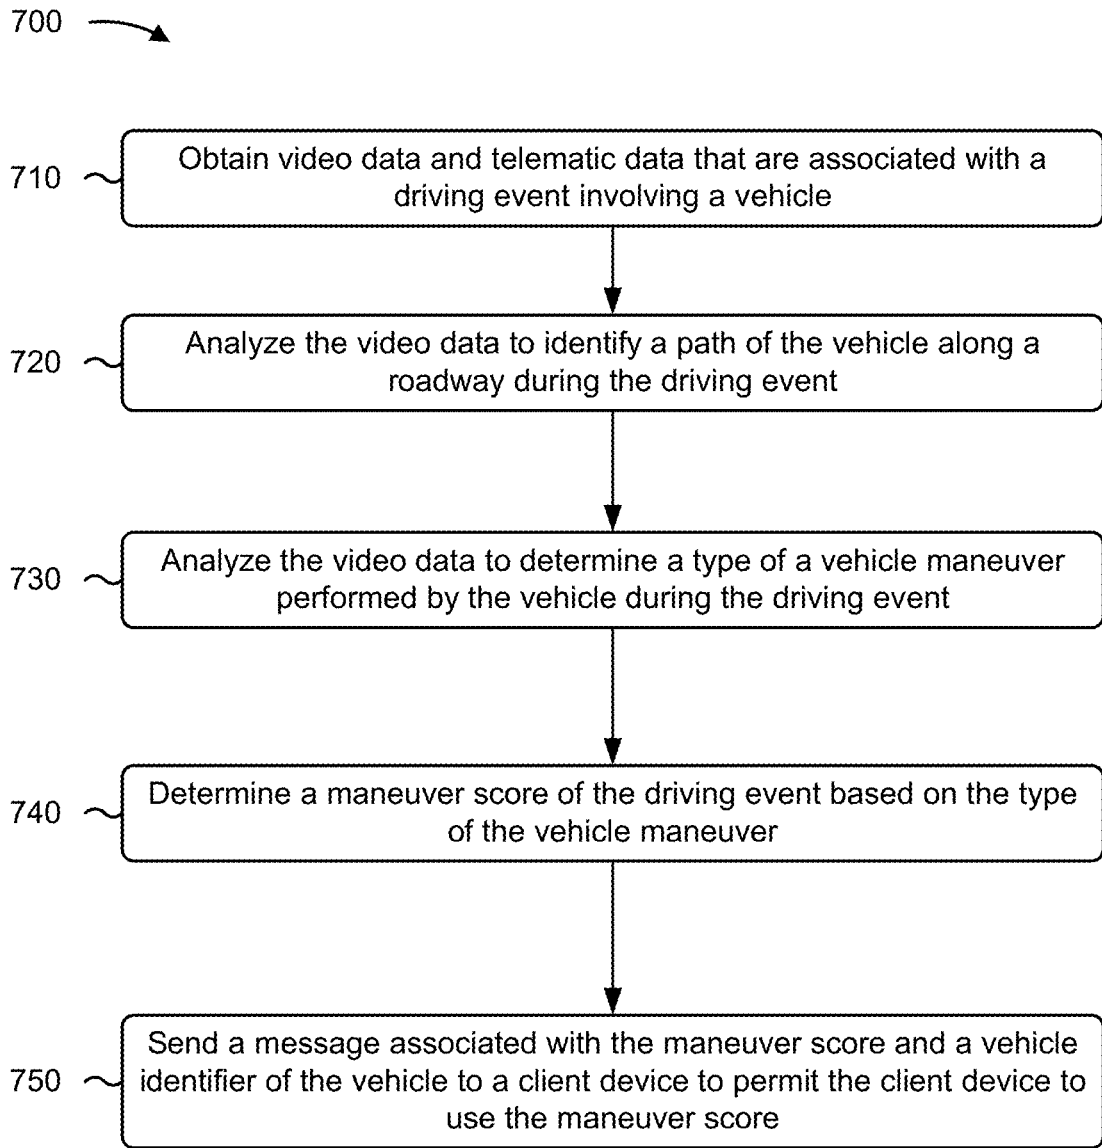 700
710
Obtain video data and telematic data that are associated with a
driving event involving a vehicle
720
Analyze the video data to identify a path of the vehicle along a
roadway during the driving event
730
Analyze the video data to determine a type of a vehicle maneuver
performed by the vehicle during the driving event
740
Determine a maneuver score of the driving event based on the type
of the vehicle maneuver
750
Send a message associated with the maneuver score and a vehicle
identifier of the vehicle to a client device to permit the client device to
use the maneuver score